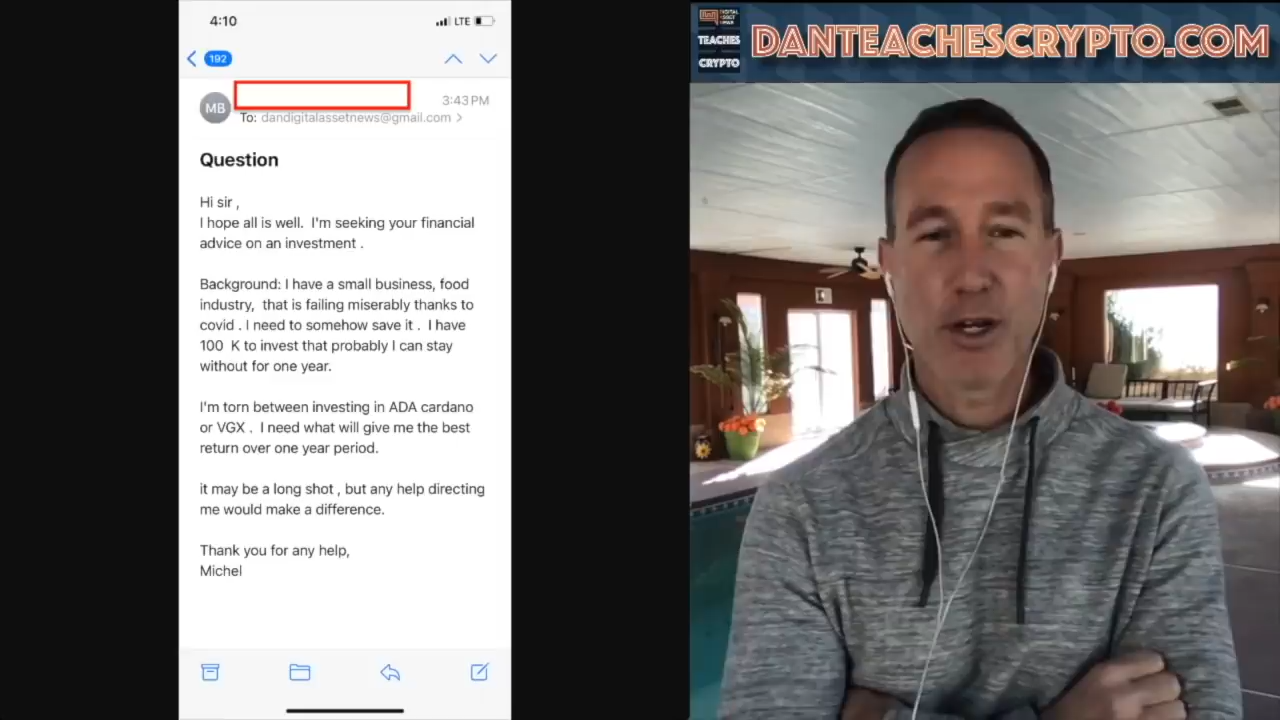 4:10
LTE
192
MB
3:43 PM
To: dandigitalassetnews@gmail.com
Question
Hi sir ,
I hope all is well. I'm seeking your financial
advice on an investment .
Background: I have a small business, food
industry, that is failing miserably thanks to
covid . I need to somehow save it . I have
100 K to invest that probably I can stay
without for one year.
I'm torn between investing in ADA cardano
or VGX . I need what will give me the best
return over one year period.
it may be a long shot , but any help directing
me would make a difference.
Thank you for any help,
Michel
TEACHES
CRYPTO
DANTEACHESCRYPTO.COM